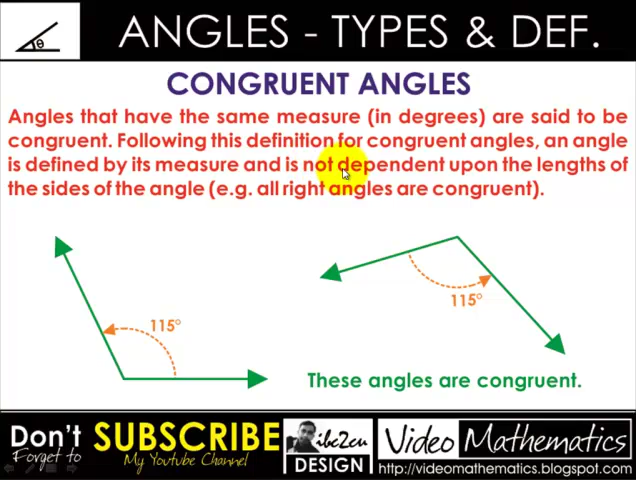 θ
ANGLES - TYPES & DEF.
CONGRUENT ANGLES
Angles that have the same measure (in degrees) are said to be
congruent. Following this definition for congruent angles, an angle
is defined by its measure and is not dependent upon the lengths of
the sides of the angle (e.g. all right angles are congruent).
115°
115°
These angles are congruent.
Don't
Forget to
SUBSCRIBE
My Youtube Channel
ibc2cu
DESIGN
Video Mathematics
http://videomathematics.blogspot.com